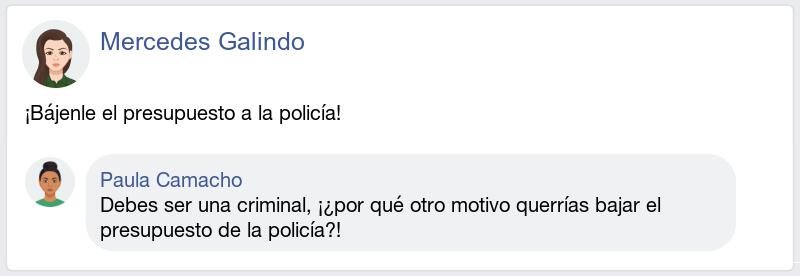 Mercedes Galindo
¡Bájenle el presupuesto a la policía!
Paula Camacho
Debes ser una criminal, ¡¿por qué otro motivo querrías bajar el
presupuesto de la policía?!